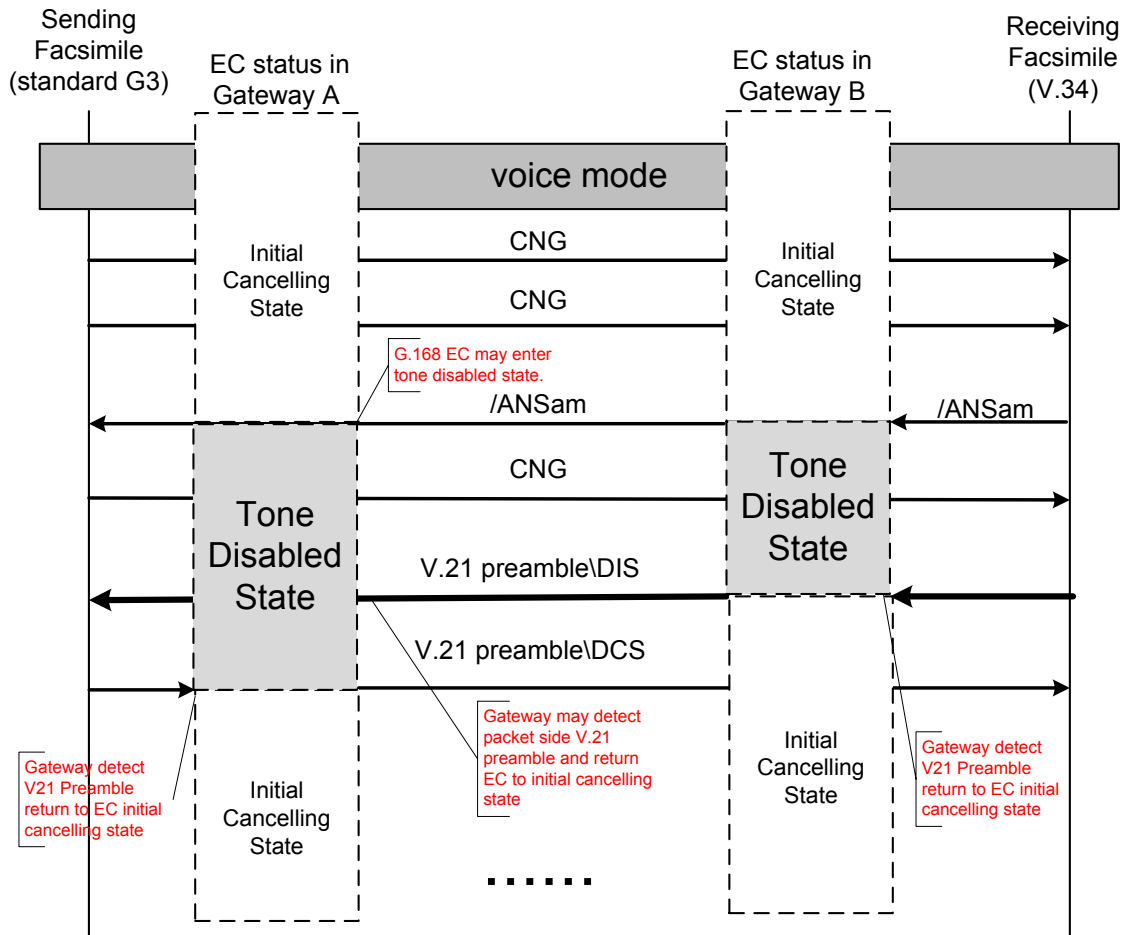 Sending
Facsimile
(standard G3)
EC status in
Gateway A
EC status in
Gateway B
Receiving
Facsimile
(V.34)
voice mode
Initial
Cancelling
State
CNG
Initial
Cancelling
State
CNG
G.168 EC may enter
tone disabled state.
/ANSam
/ANSam
Tone
Disabled
State
CNG
Tone
Disabled
State
V.21 preamble\DIS
V.21 preamble\DCS
Gateway detect
V21 Preamble
return to EC initial
cancelling state
Initial
Cancelling
State
Gateway may detect
packet side V.21
preamble and return
EC to initial cancelling
state
Initial
Cancelling
State
Gateway detect
V21 Preamble
return to EC initial
cancelling state
......